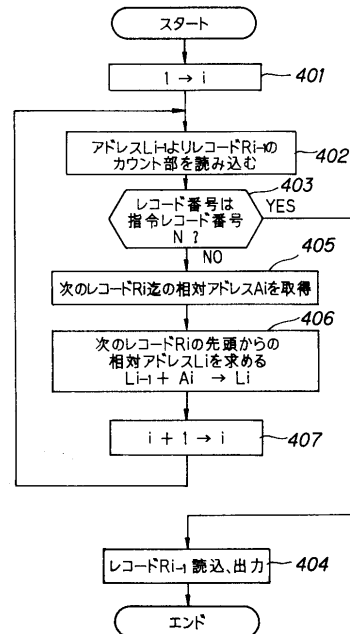 スタート
1 → i
401
アドレスLi-1よりレコードRi-1の
カウント部を読み込む
402
403
レコード番号は
指令レコード番号
N ?
YES
NO
405
次のレコードRi迄の相対アドレスAiを取得
406
次のレコードRiの先頭からの
相対アドレスLiを求める
Li-1 + Ai → Li
i + 1 → i
407
レコードRi-1 読込、出力
404
エンド